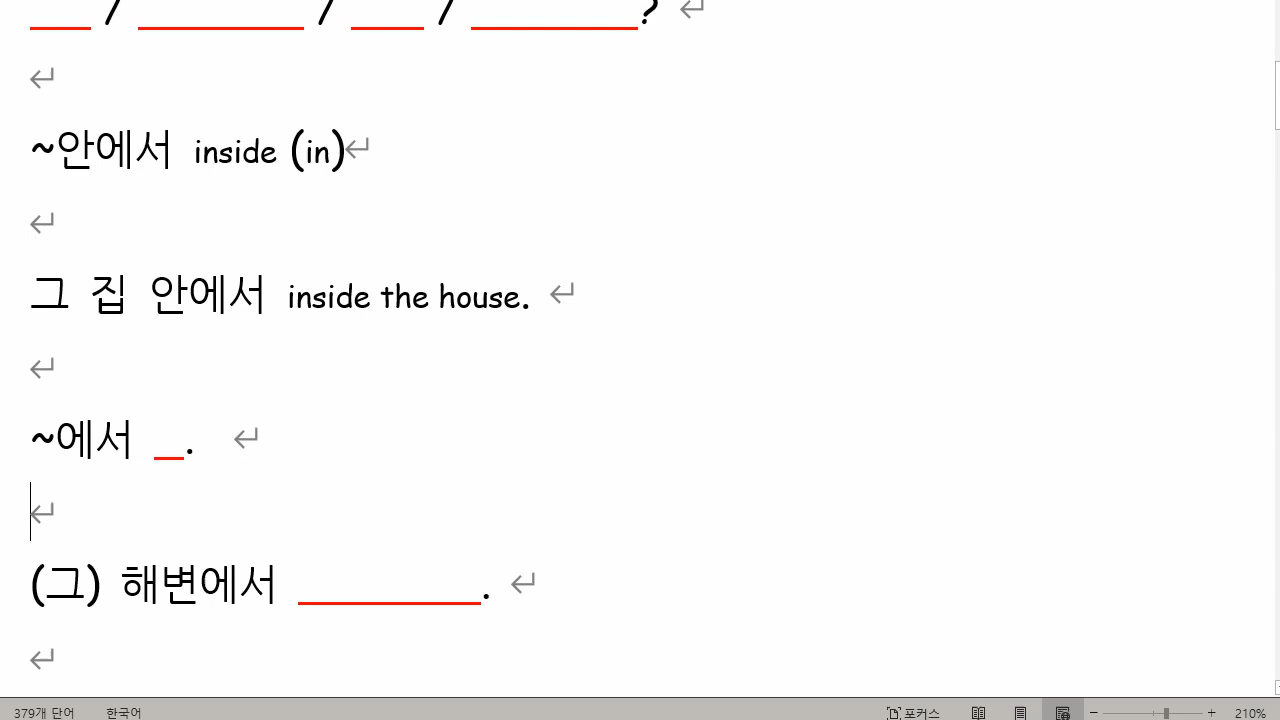 ___ / ________ / ___ / ________?
~안에서 inside (in)
그 집 안에서 inside the house.
~에서 _.
(그) 해변에서 _________.
379개 단어 한국어 포커스 210%